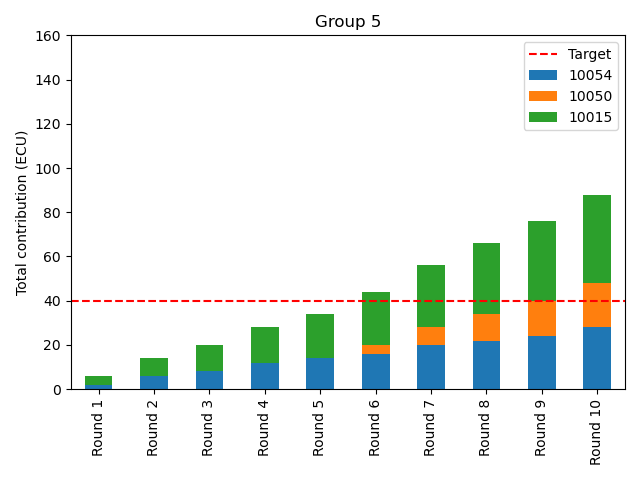 Group 5
Total contribution (ECU)
160
140
120
100
80
60
40
20
0
Target
10054
10050
10015
Round 1
Round 2
Round 3
Round 4
Round 5
Round 6
Round 7
Round 8
Round 9
Round 10